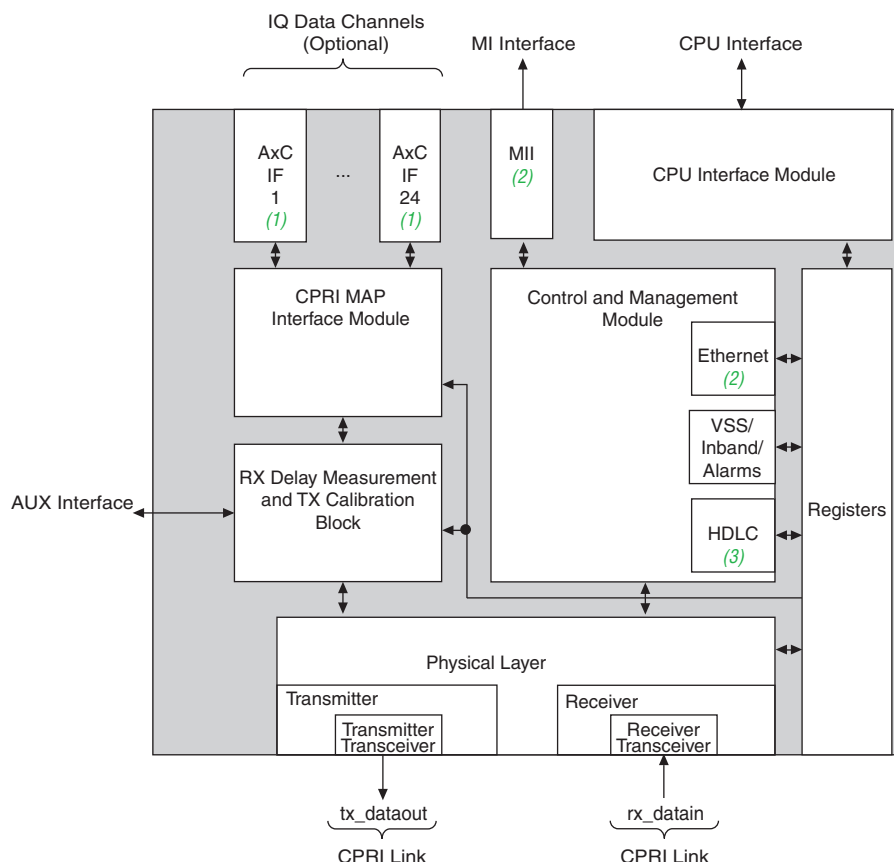 IQ Data Channels
(Optional)
MI Interface
CPU Interface
AxC
IF
1
(1)
...
AxC
IF
24
(1)
MII
(2)
CPU Interface Module
CPRI MAP
Interface Module
Control and Management
Module
Ethernet
(2)
VSS/
Inband/
Alarms
HDLC
(3)
Registers
RX Delay Measurement
and TX Calibration
Block
AUX Interface
Physical Layer
Transmitter
Transmitter
Transceiver
Receiver
Receiver
Transceiver
tx_dataout
rx_datain
CPRI Link
CPRI Link